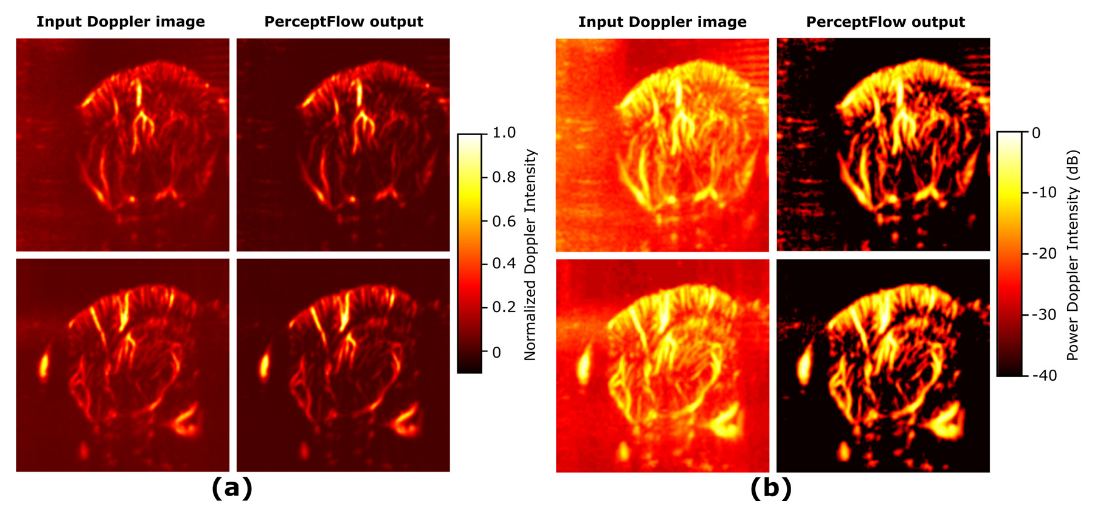 Input Doppler image PerceptFlow output
1.0
0.8
0.6
0.4
0.2
0
Normalized Doppler Intensity
(a)
Input Doppler image PerceptFlow output
0
-10
-20
-30
-40
Power Doppler Intensity (dB)
(b)